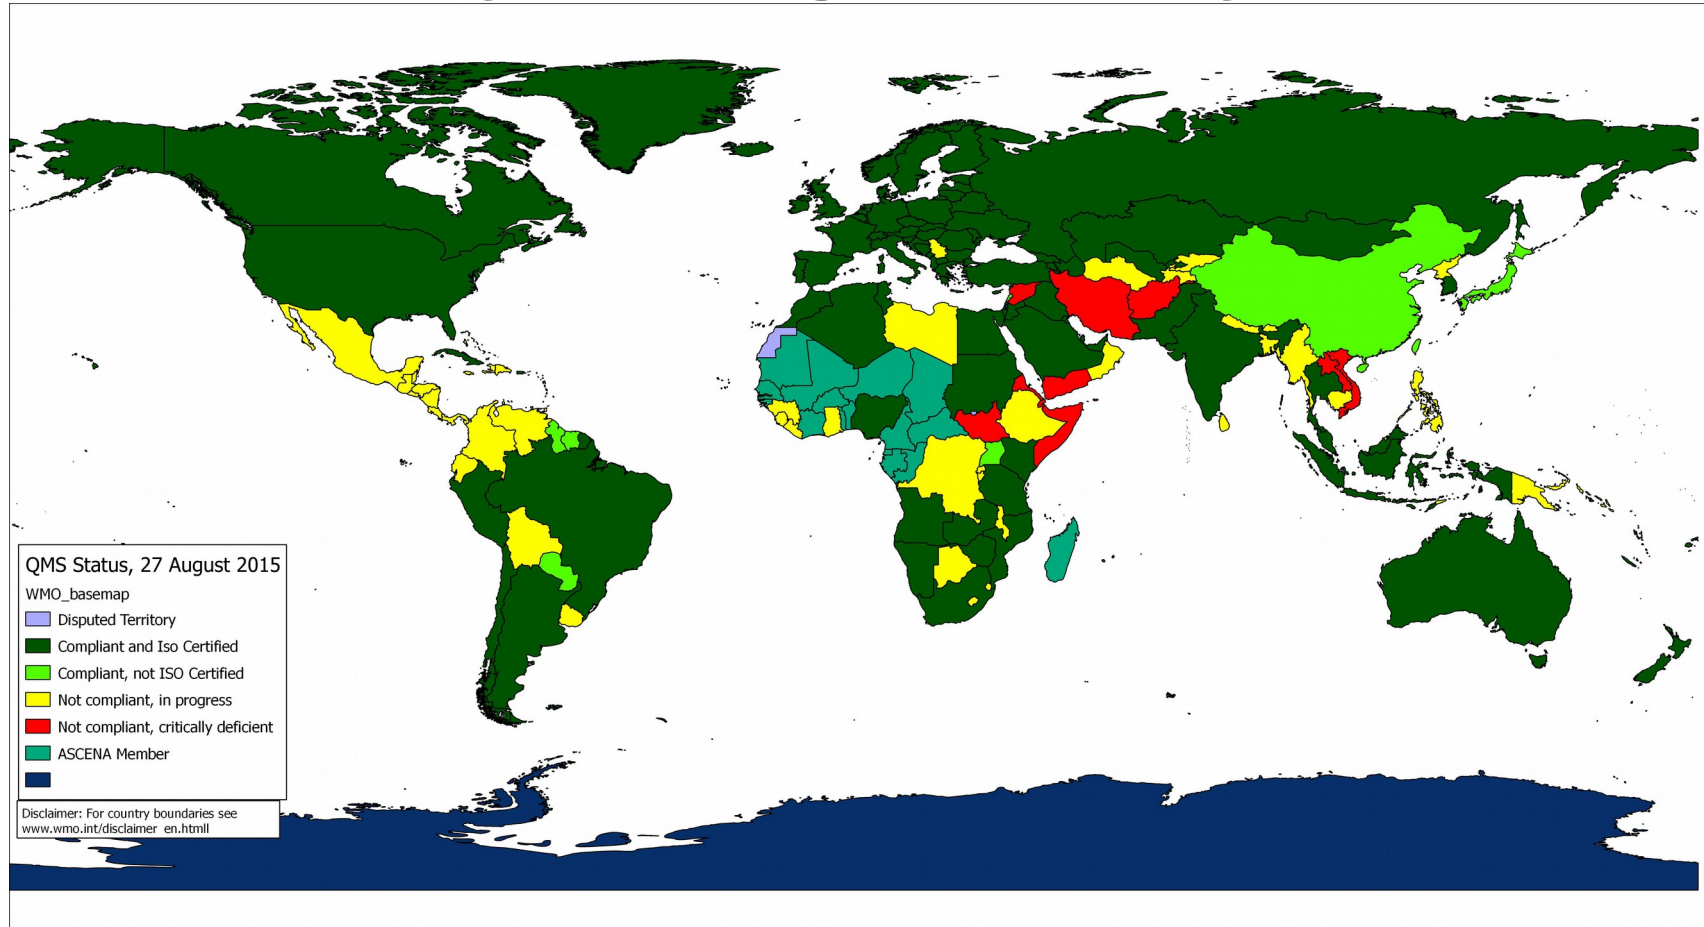 QMS Status, 27 August 2015
WMO_basemap
Disputed Territory
Compliant and Iso Certified
Compliant, not ISO Certified
Not compliant, in progress
Not compliant, critically deficient
ASCENA Member
Disclaimer: For country boundaries see
www.wmo.int/disclaimer_en.htmll